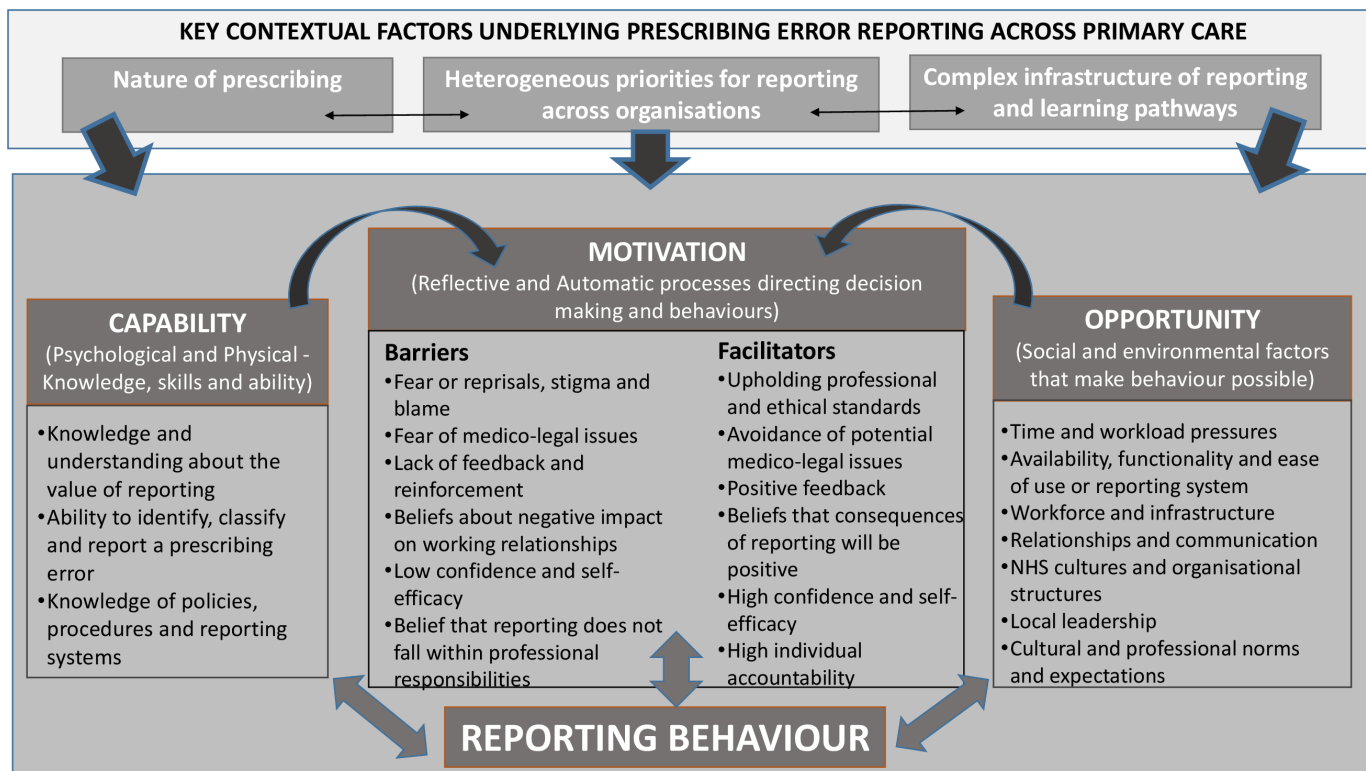 KEY CONTEXTUAL FACTORS UNDERLYING PRESCRIBING ERROR REPORTING ACROSS PRIMARY CARE
Nature of prescribing
Heterogeneous priorities for reporting
across organisations
Complex infrastructure of reporting
and learning pathways
CAPABILITY
(Psychological and Physical -
Knowledge, skills and ability)
•Knowledge and
understanding about the
value of reporting
•Ability to identify, classify
and report a prescribing
error
•Knowledge of policies,
procedures and reporting
systems
MOTIVATION
(Reflective and Automatic processes directing decision
making and behaviours)
Barriers
•Fear or reprisals, stigma and
blame
•Fear of medico-legal issues
•Lack of feedback and
reinforcement
•Beliefs about negative impact
on working relationships
•Low confidence and self-
efficacy
•Belief that reporting does not
fall within professional
responsibilities
Facilitators
•Upholding professional
and ethical standards
•Avoidance of potential
medico-legal issues
•Positive feedback
•Beliefs that consequences
of reporting will be
positive
•High confidence and self-
efficacy
•High individual
accountability
OPPORTUNITY
(Social and environmental factors
that make behaviour possible)
•Time and workload pressures
•Availability, functionality and ease
of use or reporting system
•Workforce and infrastructure
•Relationships and communication
•NHS cultures and organisational
structures
•Local leadership
•Cultural and professional norms
and expectations
REPORTING BEHAVIOUR